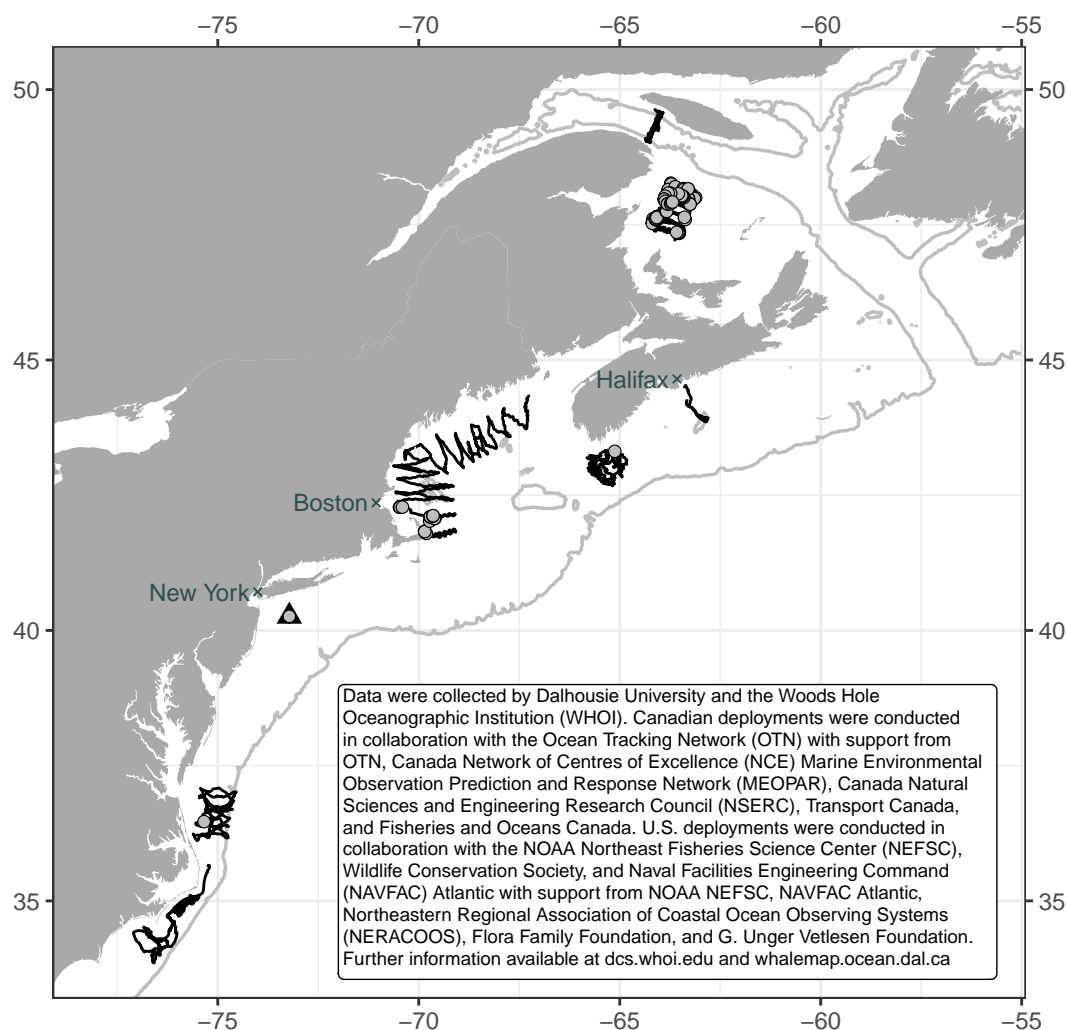 −75 −70 −65 −60 −55
50 50
45 45
Halifax×
Boston×
New York×
40 40
Data were collected by Dalhousie University and the Woods Hole
Oceanographic Institution (WHOI). Canadian deployments were conducted
in collaboration with the Ocean Tracking Network (OTN) with support from
OTN, Canada Network of Centres of Excellence (NCE) Marine Environmental
Observation Prediction and Response Network (MEOPAR), Canada Natural
Sciences and Engineering Research Council (NSERC), Transport Canada,
and Fisheries and Oceans Canada. U.S. deployments were conducted in
collaboration with the NOAA Northeast Fisheries Science Center (NEFSC),
Wildlife Conservation Society, and Naval Facilities Engineering Command
(NAVFAC) Atlantic with support from NOAA NEFSC, NAVFAC Atlantic,
Northeastern Regional Association of Coastal Ocean Observing Systems
(NERACOOS), Flora Family Foundation, and G. Unger Vetlesen Foundation.
Further information available at dcs.whoi.edu and whalemap.ocean.dal.ca
35 35
−75 −70 −65 −60 −55